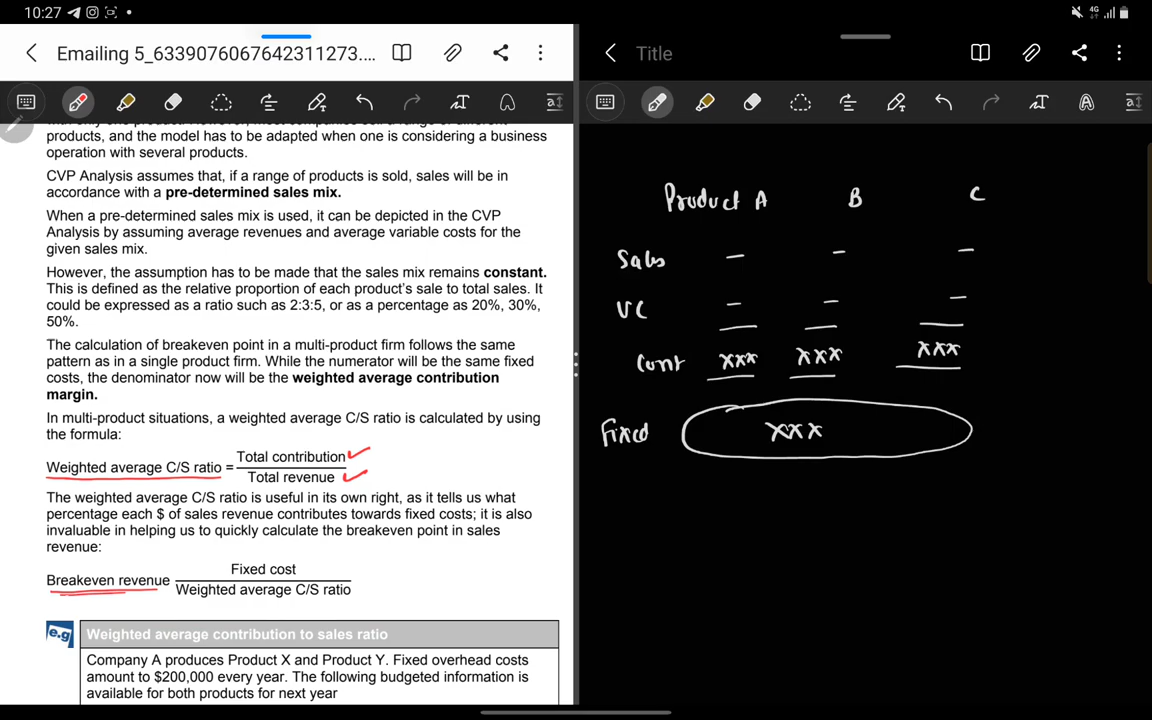 10:27
4G
Emailing 5_6339076067642311273....
Title
products, and the model has to be adapted when one is considering a business
operation with several products.
CVP Analysis assumes that, if a range of products is sold, sales will be in
accordance with a pre-determined sales mix.
When a pre-determined sales mix is used, it can be depicted in the CVP
Analysis by assuming average revenues and average variable costs for the
given sales mix.
However, the assumption has to be made that the sales mix remains constant.
This is defined as the relative proportion of each product's sale to total sales. It
could be expressed as a ratio such as 2:3:5, or as a percentage as 20%, 30%,
50%.
The calculation of breakeven point in a multi-product firm follows the same
pattern as in a single product firm. While the numerator will be the same fixed
costs, the denominator now will be the weighted average contribution
margin.
In multi-product situations, a weighted average C/S ratio is calculated by using
the formula:
Weighted average C/S ratio = Total contribution
Total revenue
The weighted average C/S ratio is useful in its own right, as it tells us what
percentage each $ of sales revenue contributes towards fixed costs; it is also
invaluable in helping us to quickly calculate the breakeven point in sales
revenue:
Breakeven revenue Fixed cost
Weighted average C/S ratio
e.g Weighted average contribution to sales ratio
Company A produces Product X and Product Y. Fixed overhead costs
amount to $200,000 every year. The following budgeted information is
available for both products for next year
Product A B C
Sales - - -
VC - - -
Cont xxx xxx xxx
Fixed xxx